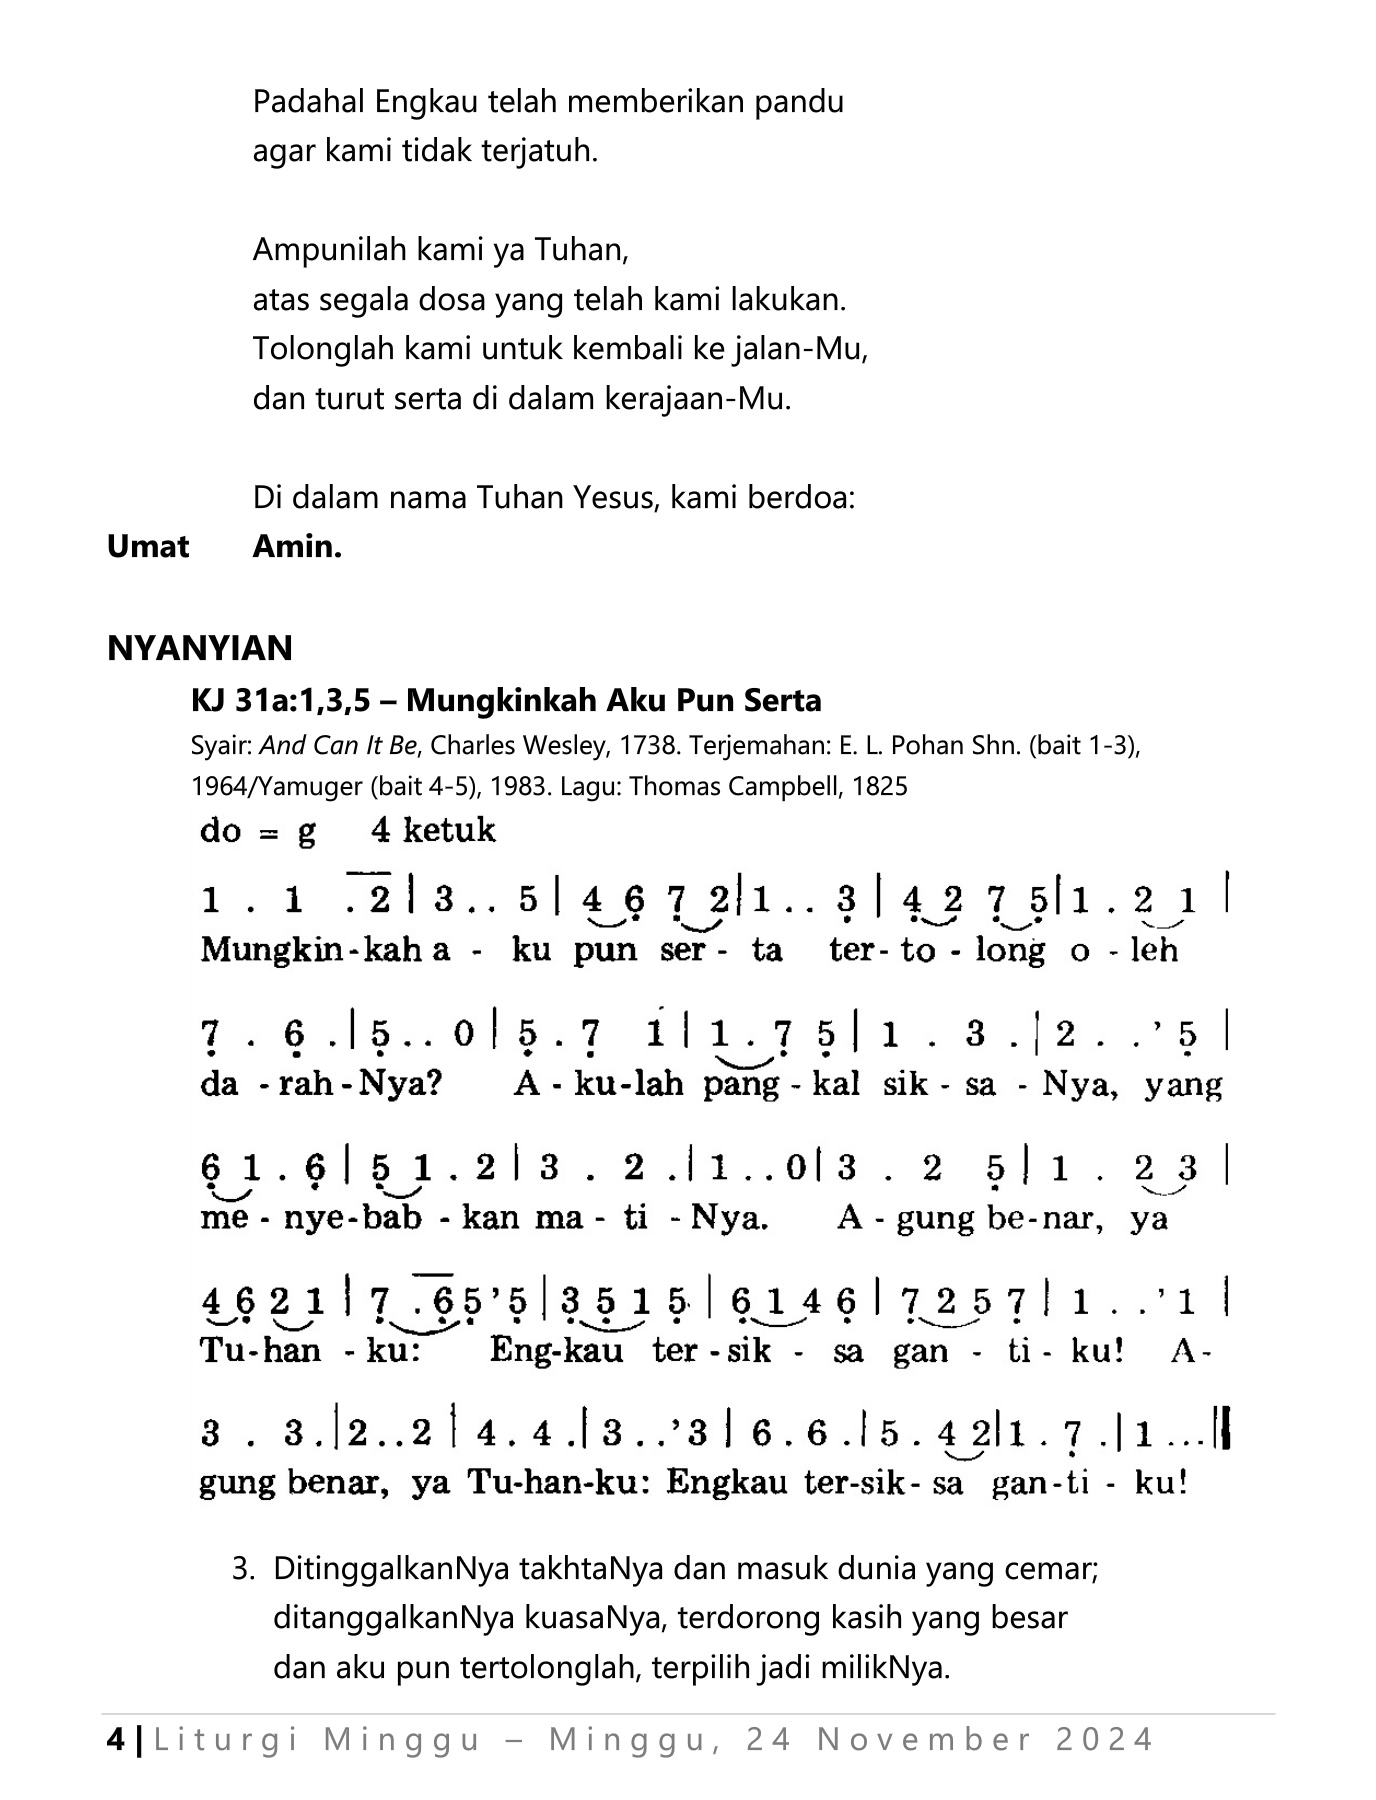 Padahal Engkau telah memberikan pandu
agar kami tidak terjatuh.
Ampunilah kami ya Tuhan,
atas segala dosa yang telah kami lakukan.
Tolonglah kami untuk kembali ke jalan-Mu,
dan turut serta di dalam kerajaan-Mu.
Di dalam nama Tuhan Yesus, kami berdoa:
Umat Amin.
NYANYIAN
KJ 31a:1,3,5 – Mungkinkah Aku Pun Serta
Syair: And Can It Be, Charles Wesley, 1738. Terjemahan: E. L. Pohan Shn. (bait 1-3),
1964/Yamuger (bait 4-5), 1983. Lagu: Thomas Campbell, 1825
do = g 4 ketuk
1 . 1 .2 | 3 . . 5 | 4 6̣ 7̣ 2 | 1 . . 3̣ | 4̣ 2 7̣ 5̣ | 1 . 2 1 |
Mungkin-kah a - ku pun ser - ta ter- to - long o - leh
7̣ . 6̣ . | 5̣ . . 0 | 5̣ . 7̣ 1 | 1 . 7̣ 5̣ | 1 . 3 . | 2 . . ’ 5̣ |
da - rah - Nya? A - ku-lah pang - kal sik - sa - Nya, yang
6̣ 1 . 6̣ | 5̣ 1 . 2 | 3 . 2 . | 1 . . 0 | 3 . 2 5̣ | 1 . 2 3 |
me - nye-bab - kan ma - ti - Nya. A - gung be-nar, ya
4 6̣ 2 1 | 7̣ .6̣ 5̣ ’ 5̣ | 3̣ 5̣ 1 5̣ | 6̣ 1 4 6̣ | 7̣ 2 5 7̣ | 1 . . ’ 1 |
Tu-han - ku: Eng-kau ter - sik - sa gan - ti - ku! A-
3 . 3 . | 2 . . 2 | 4 . 4 . | 3 . . ’ 3 | 6 . 6 . | 5 . 4 2 | 1 . 7̣ . | 1 . . . ||
gung benar, ya Tu-han-ku: Engkau ter-sik- sa gan-ti - ku!
3. DitinggalkanNya takhtaNya dan masuk dunia yang cemar;
ditanggalkanNya kuasaNya, terdorong kasih yang besar
dan aku pun tertolonglah, terpilih jadi milikNya.
4 | Liturgi Minggu – Minggu, 24 November 2024